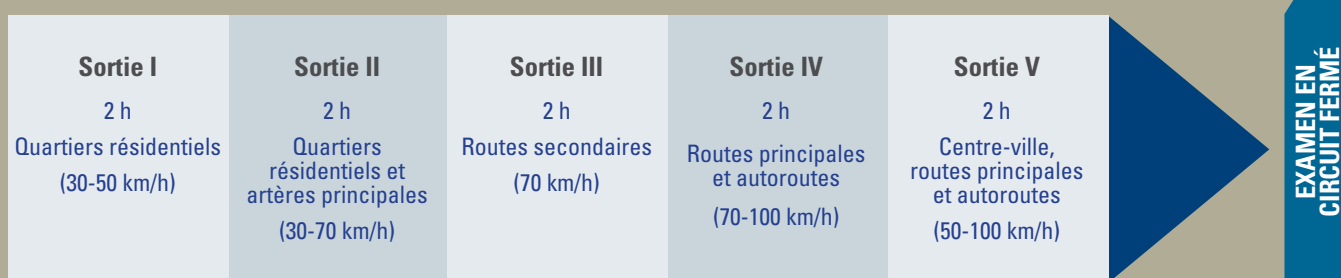 Sortie I
2 h
Quartiers résidentiels
(30-50 km/h)
Sortie II
2 h
Quartiers
résidentiels et
artères principales
(30-70 km/h)
Sortie III
2 h
Routes secondaires
(70 km/h)
Sortie IV
2 h
Routes principales
et autoroutes
(70-100 km/h)
Sortie V
2 h
Centre-ville,
routes principales
et autoroutes
(50-100 km/h)
EXAMEN EN
CIRCUIT FERMÉ